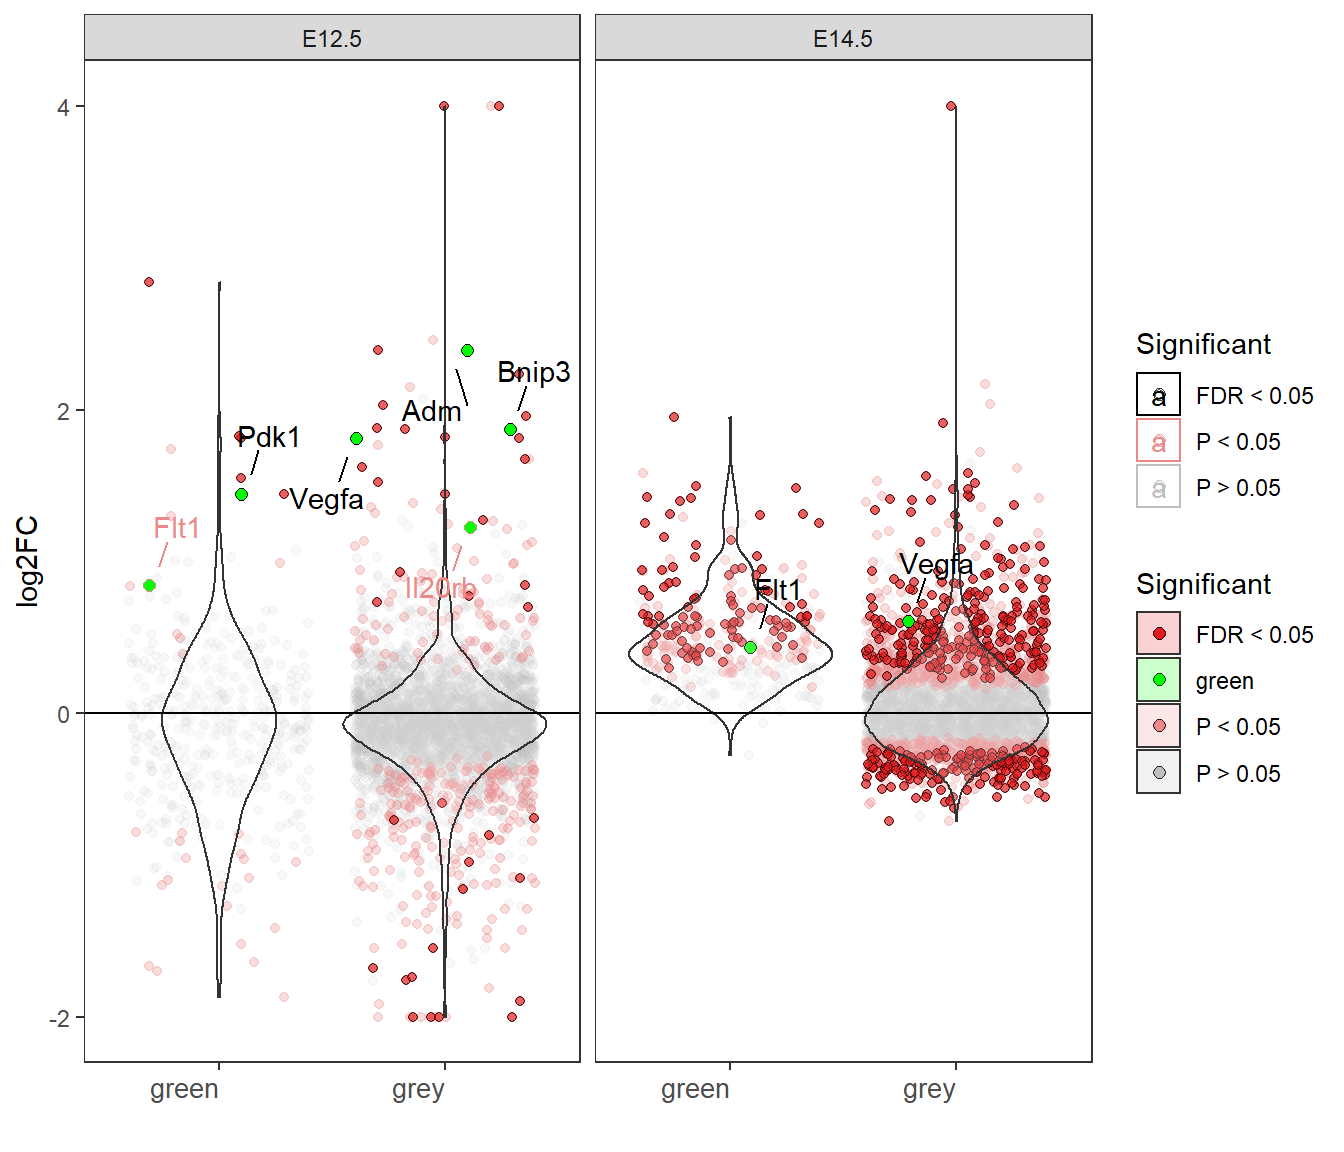 E12.5
E14.5
4
2
0
-2
log2FC
Bnip3
Adm
Pdk1
Vegfa
Flt1
Il20rb
Vegfa
Flt1
green
grey
green
grey
Significant
a FDR < 0.05
a P < 0.05
a P > 0.05
Significant
FDR < 0.05
green
P < 0.05
P > 0.05